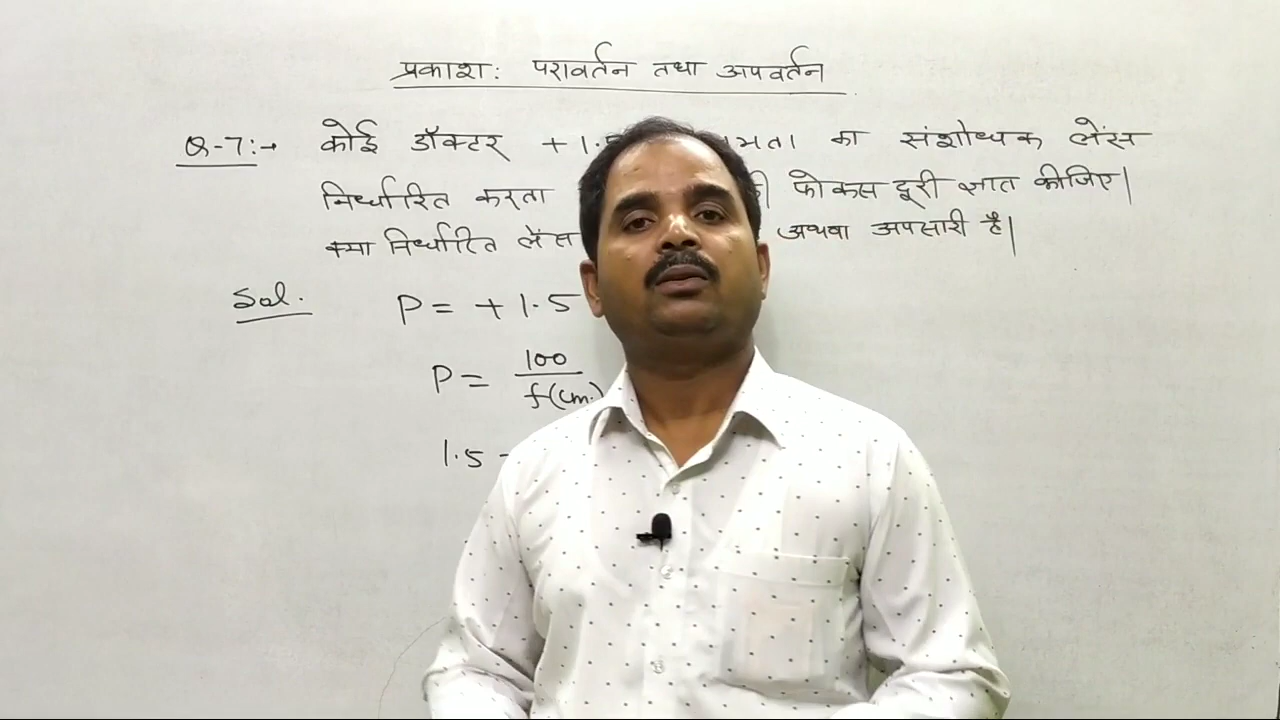 प्रकाश: परावर्तन तथा अपवर्तन
Q-7:→ कोई डॉक्टर +1. का संशोधक लेंस
निर्धारित करता फोकस दूरी ज्ञात कीजिए।
क्या निर्धारित लेंस अथवा अपसारी है।
Sol. P = +1.5
P = 100 / f(cm.)
1.5